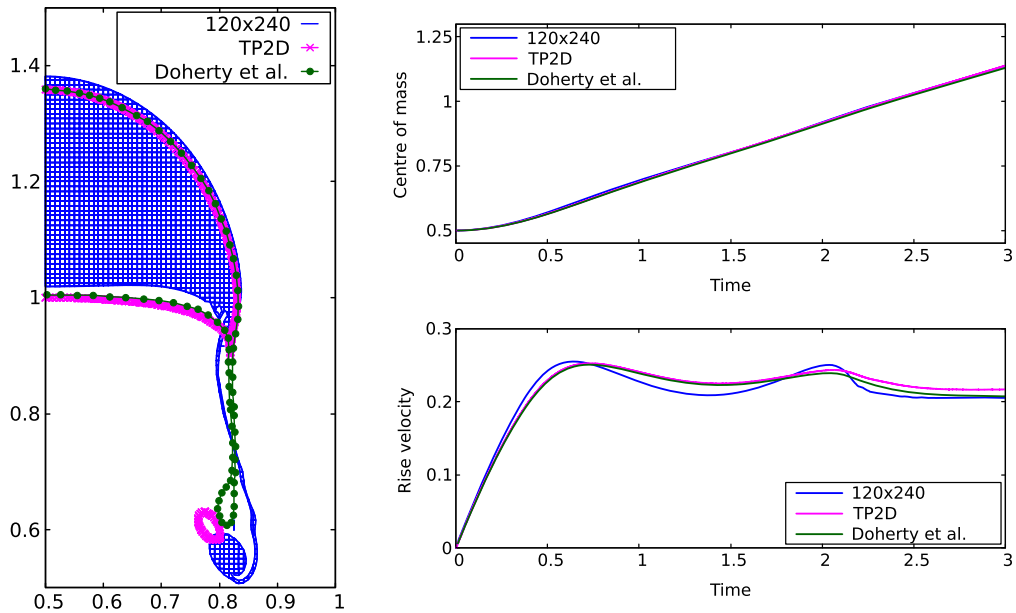 120x240
TP2D
Doherty et al.
1.4
1.2
1
0.8
0.6
0.5 0.6 0.7 0.8 0.9 1
120x240
TP2D
Doherty et al.
1.25
1
0.75
0.5
Centre of mass
0 0.5 1 1.5 2 2.5 3
Time
0.3
0.2
0.1
0
Rise velocity
120x240
TP2D
Doherty et al.
0 0.5 1 1.5 2 2.5 3
Time